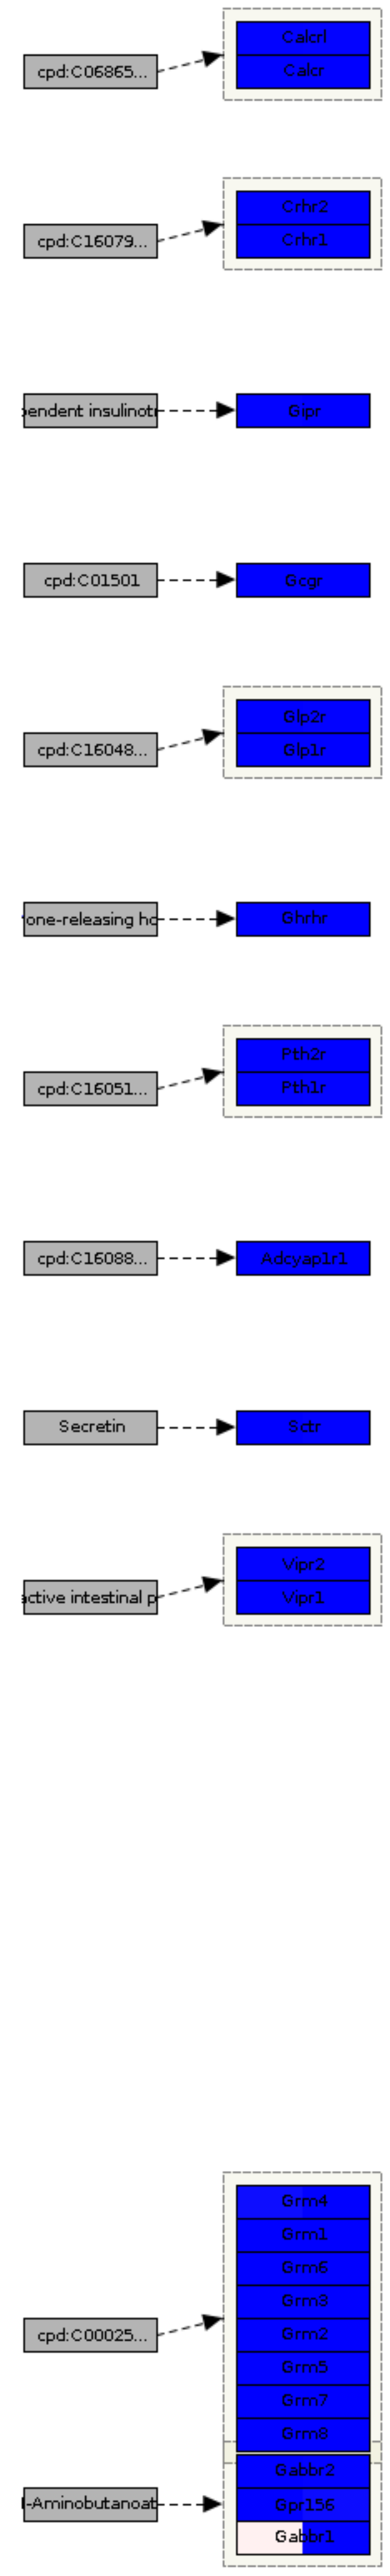 Calcrl
cpd:C06865...
Calcr
Crhr2
cpd:C16079...
Crhr1
pendent insulinotr
Gipr
cpd:C01501
Gcgr
Glp2r
cpd:C16048...
Glp1r
one-releasing ho
Ghrhr
Pth2r
cpd:C16051...
Pth1r
cpd:C16088...
Adcyap1r1
Secretin
Sctr
Vipr2
active intestinal p
Vipr1
Grm4
Grm1
Grm6
Grm3
cpd:C00025...
Grm2
Grm5
Grm7
Grm8
Gabbr2
-Aminobutanoat
Gpr156
Gabbr1